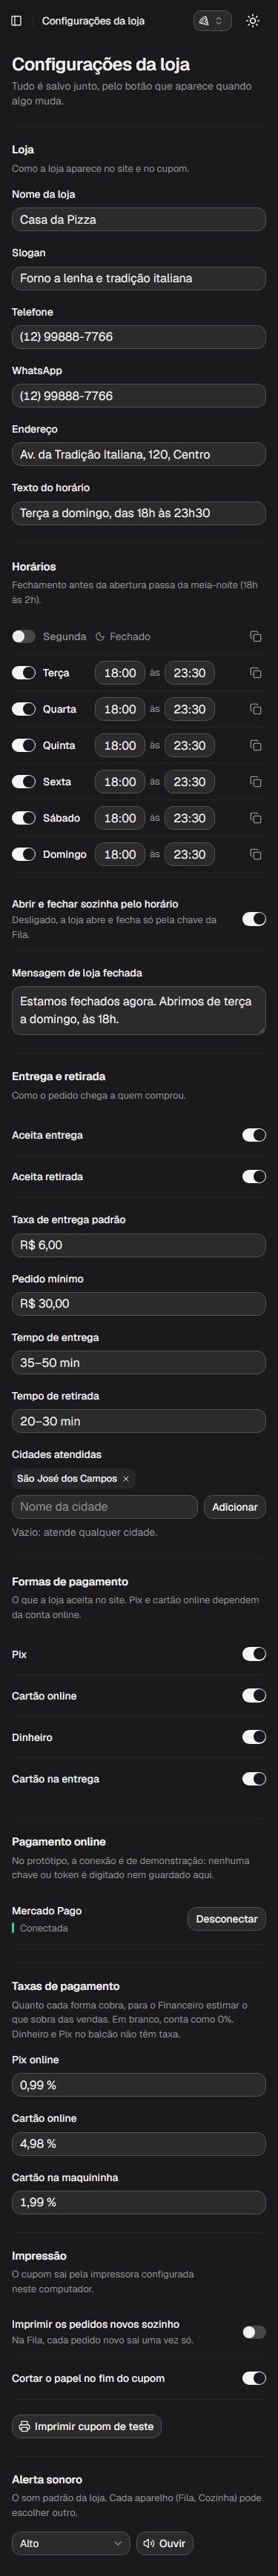 Configurações da loja
Configurações da loja
Tudo é salvo junto, pelo botão que aparece quando
algo muda.
Loja
Como a loja aparece no site e no cupom.
Nome da loja
Casa da Pizza
Slogan
Forno a lenha e tradição italiana
Telefone
(12) 99888-7766
WhatsApp
(12) 99888-7766
Endereço
Av. da Tradição Italiana, 120, Centro
Texto do horário
Terça a domingo, das 18h às 23h30
Horários
Fechamento antes da abertura passa da meia-noite (18h
às 2h).
Segunda Fechado
Terça 18:00 às 23:30
Quarta 18:00 às 23:30
Quinta 18:00 às 23:30
Sexta 18:00 às 23:30
Sábado 18:00 às 23:30
Domingo 18:00 às 23:30
Abrir e fechar sozinha pelo horário
Desligado, a loja abre e fecha só pela chave da
Fila.
Mensagem de loja fechada
Estamos fechados agora. Abrimos de terça
a domingo, às 18h.
Entrega e retirada
Como o pedido chega a quem comprou.
Aceita entrega
Aceita retirada
Taxa de entrega padrão
R$ 6,00
Pedido mínimo
R$ 30,00
Tempo de entrega
35–50 min
Tempo de retirada
20–30 min
Cidades atendidas
São José dos Campos ×
Nome da cidade Adicionar
Vazio: atende qualquer cidade.
Formas de pagamento
O que a loja aceita no site. Pix e cartão online dependem
da conta online.
Pix
Cartão online
Dinheiro
Cartão na entrega
Pagamento online
No protótipo, a conexão é de demonstração: nenhuma
chave ou token é digitado nem guardado aqui.
Mercado Pago
Conectada
Desconectar
Taxas de pagamento
Quanto cada forma cobra, para o Financeiro estimar o
que sobra das vendas. Em branco, conta como 0%.
Dinheiro e Pix no balcão não têm taxa.
Pix online
0,99 %
Cartão online
4,98 %
Cartão na maquininha
1,99 %
Impressão
O cupom sai pela impressora configurada
neste computador.
Imprimir os pedidos novos sozinho
Na Fila, cada pedido novo sai uma vez só.
Cortar o papel no fim do cupom
Imprimir cupom de teste
Alerta sonoro
O som padrão da loja. Cada aparelho (Fila, Cozinha) pode
escolher outro.
Alto Ouvir